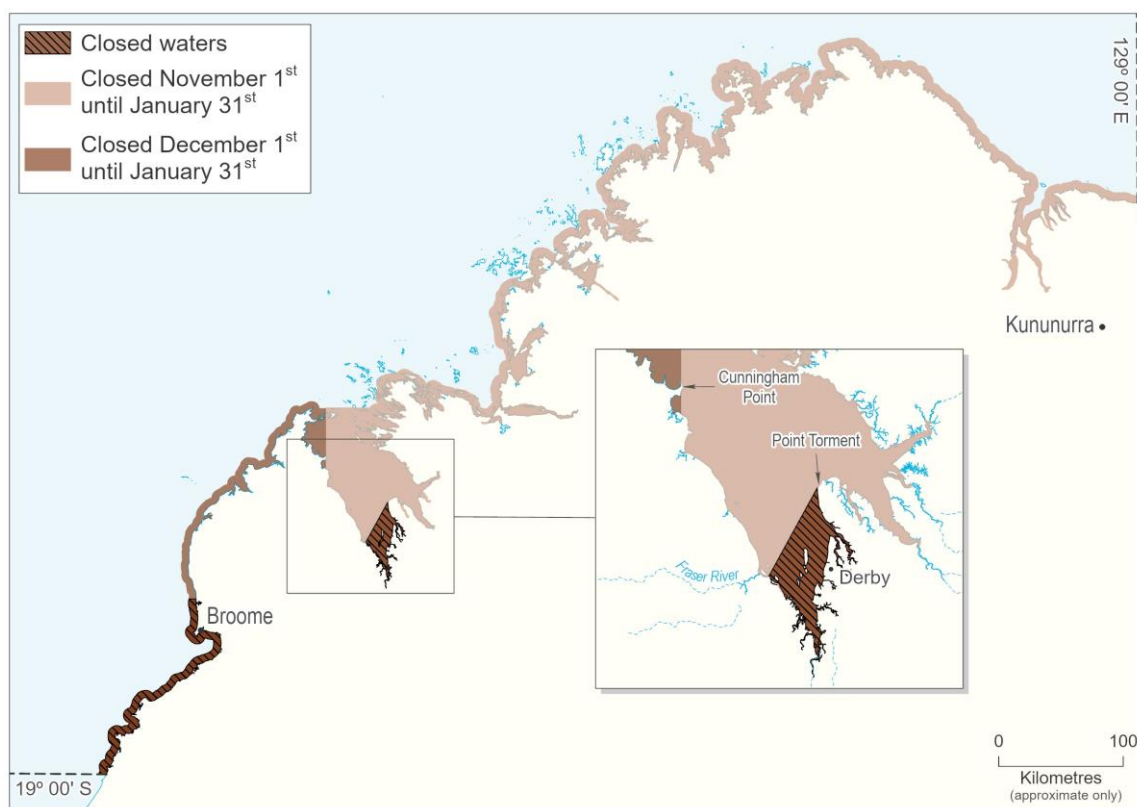 Closed waters
Closed November 1st
until January 31st
Closed December 1st
until January 31st
129° 00' E
Kununurra
Cunningham
Point
Point Torment
Fraser River
Derby
Broome
19° 00' S
0 100
Kilometres
(approximate only)